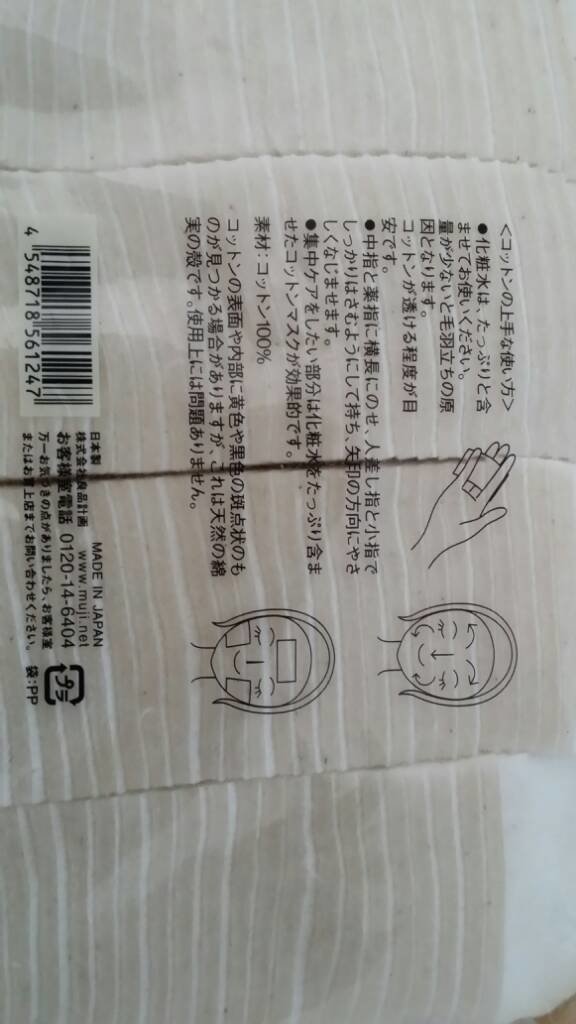 <コットンの上手な使い方>
●化粧水は、たっぷりと含
ませてお使いください。
量が少ないと毛羽立ちの原
因となります。
コットンが透ける程度が目
安です。
●中指と薬指に横長にのせ、人差し指と小指で
しっかりはさむようにして持ち、矢印の方向にやさ
しくなじませます。
●集中ケアをしたい部分は化粧水をたっぷり含ま
せたコットンマスクが効果的です。
素材:コットン100%
コットンの表面や内部に黄色や黒色の斑点状のも
のが見つかる場合がありますが、これは天然の綿
実の殻です。使用上には問題ありません。
4 548718 561247
日本製 MADE IN JAPAN
株式会社良品計画 www.muji.net
お客様室電話 0120-14-6404
万一お気づきの点がありましたら、お客様室
またはお買上店までお問い合わせください。
プラ
袋:PP